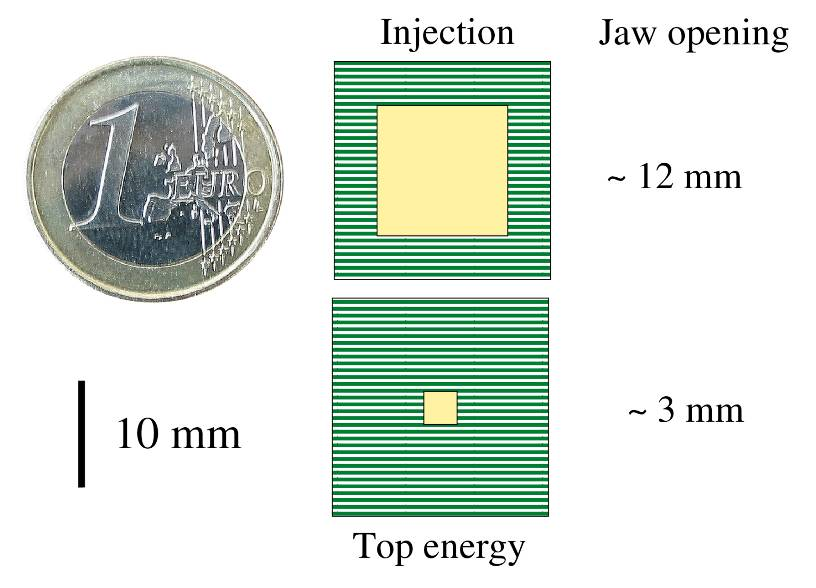 Injection
Jaw opening
1
EURO
~ 12 mm
10 mm
~ 3 mm
Top energy